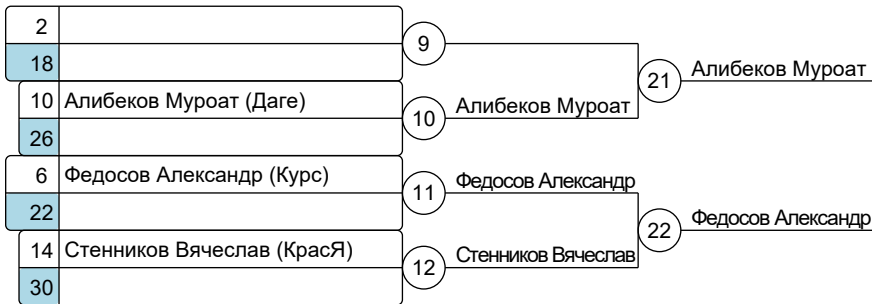 2
9
18
21 Алибеков Муроат
10 Алибеков Муроат (Даге)
10 Алибеков Муроат
26
6 Федосов Александр (Курс)
11 Федосов Александр
22
22 Федосов Александр
14 Стенников Вячеслав (КрасЯ)
12 Стенников Вячеслав
30